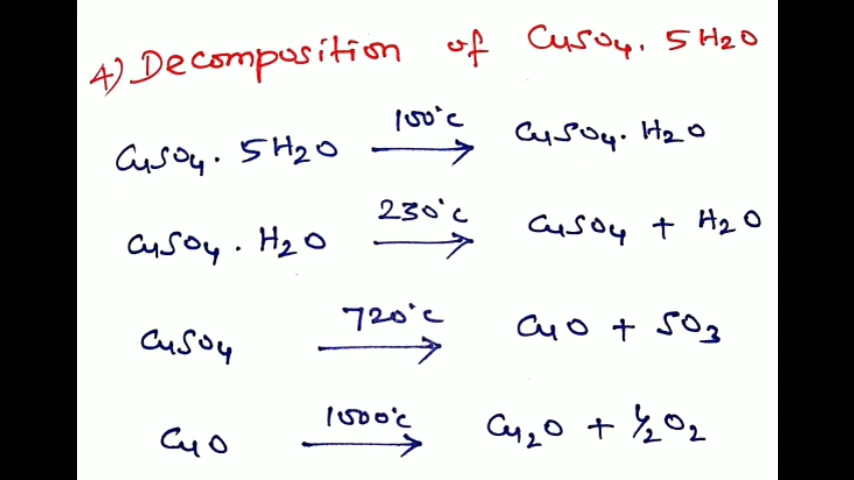 4) Decomposition of CuSO4. 5H2O
CuSO4. 5H2O 100°C → CuSO4. H2O
CuSO4. H2O 230°C → CuSO4 + H2O
CuSO4 720°C → CuO + SO3
CuO 1000°C → Cu2O + 1/2O2